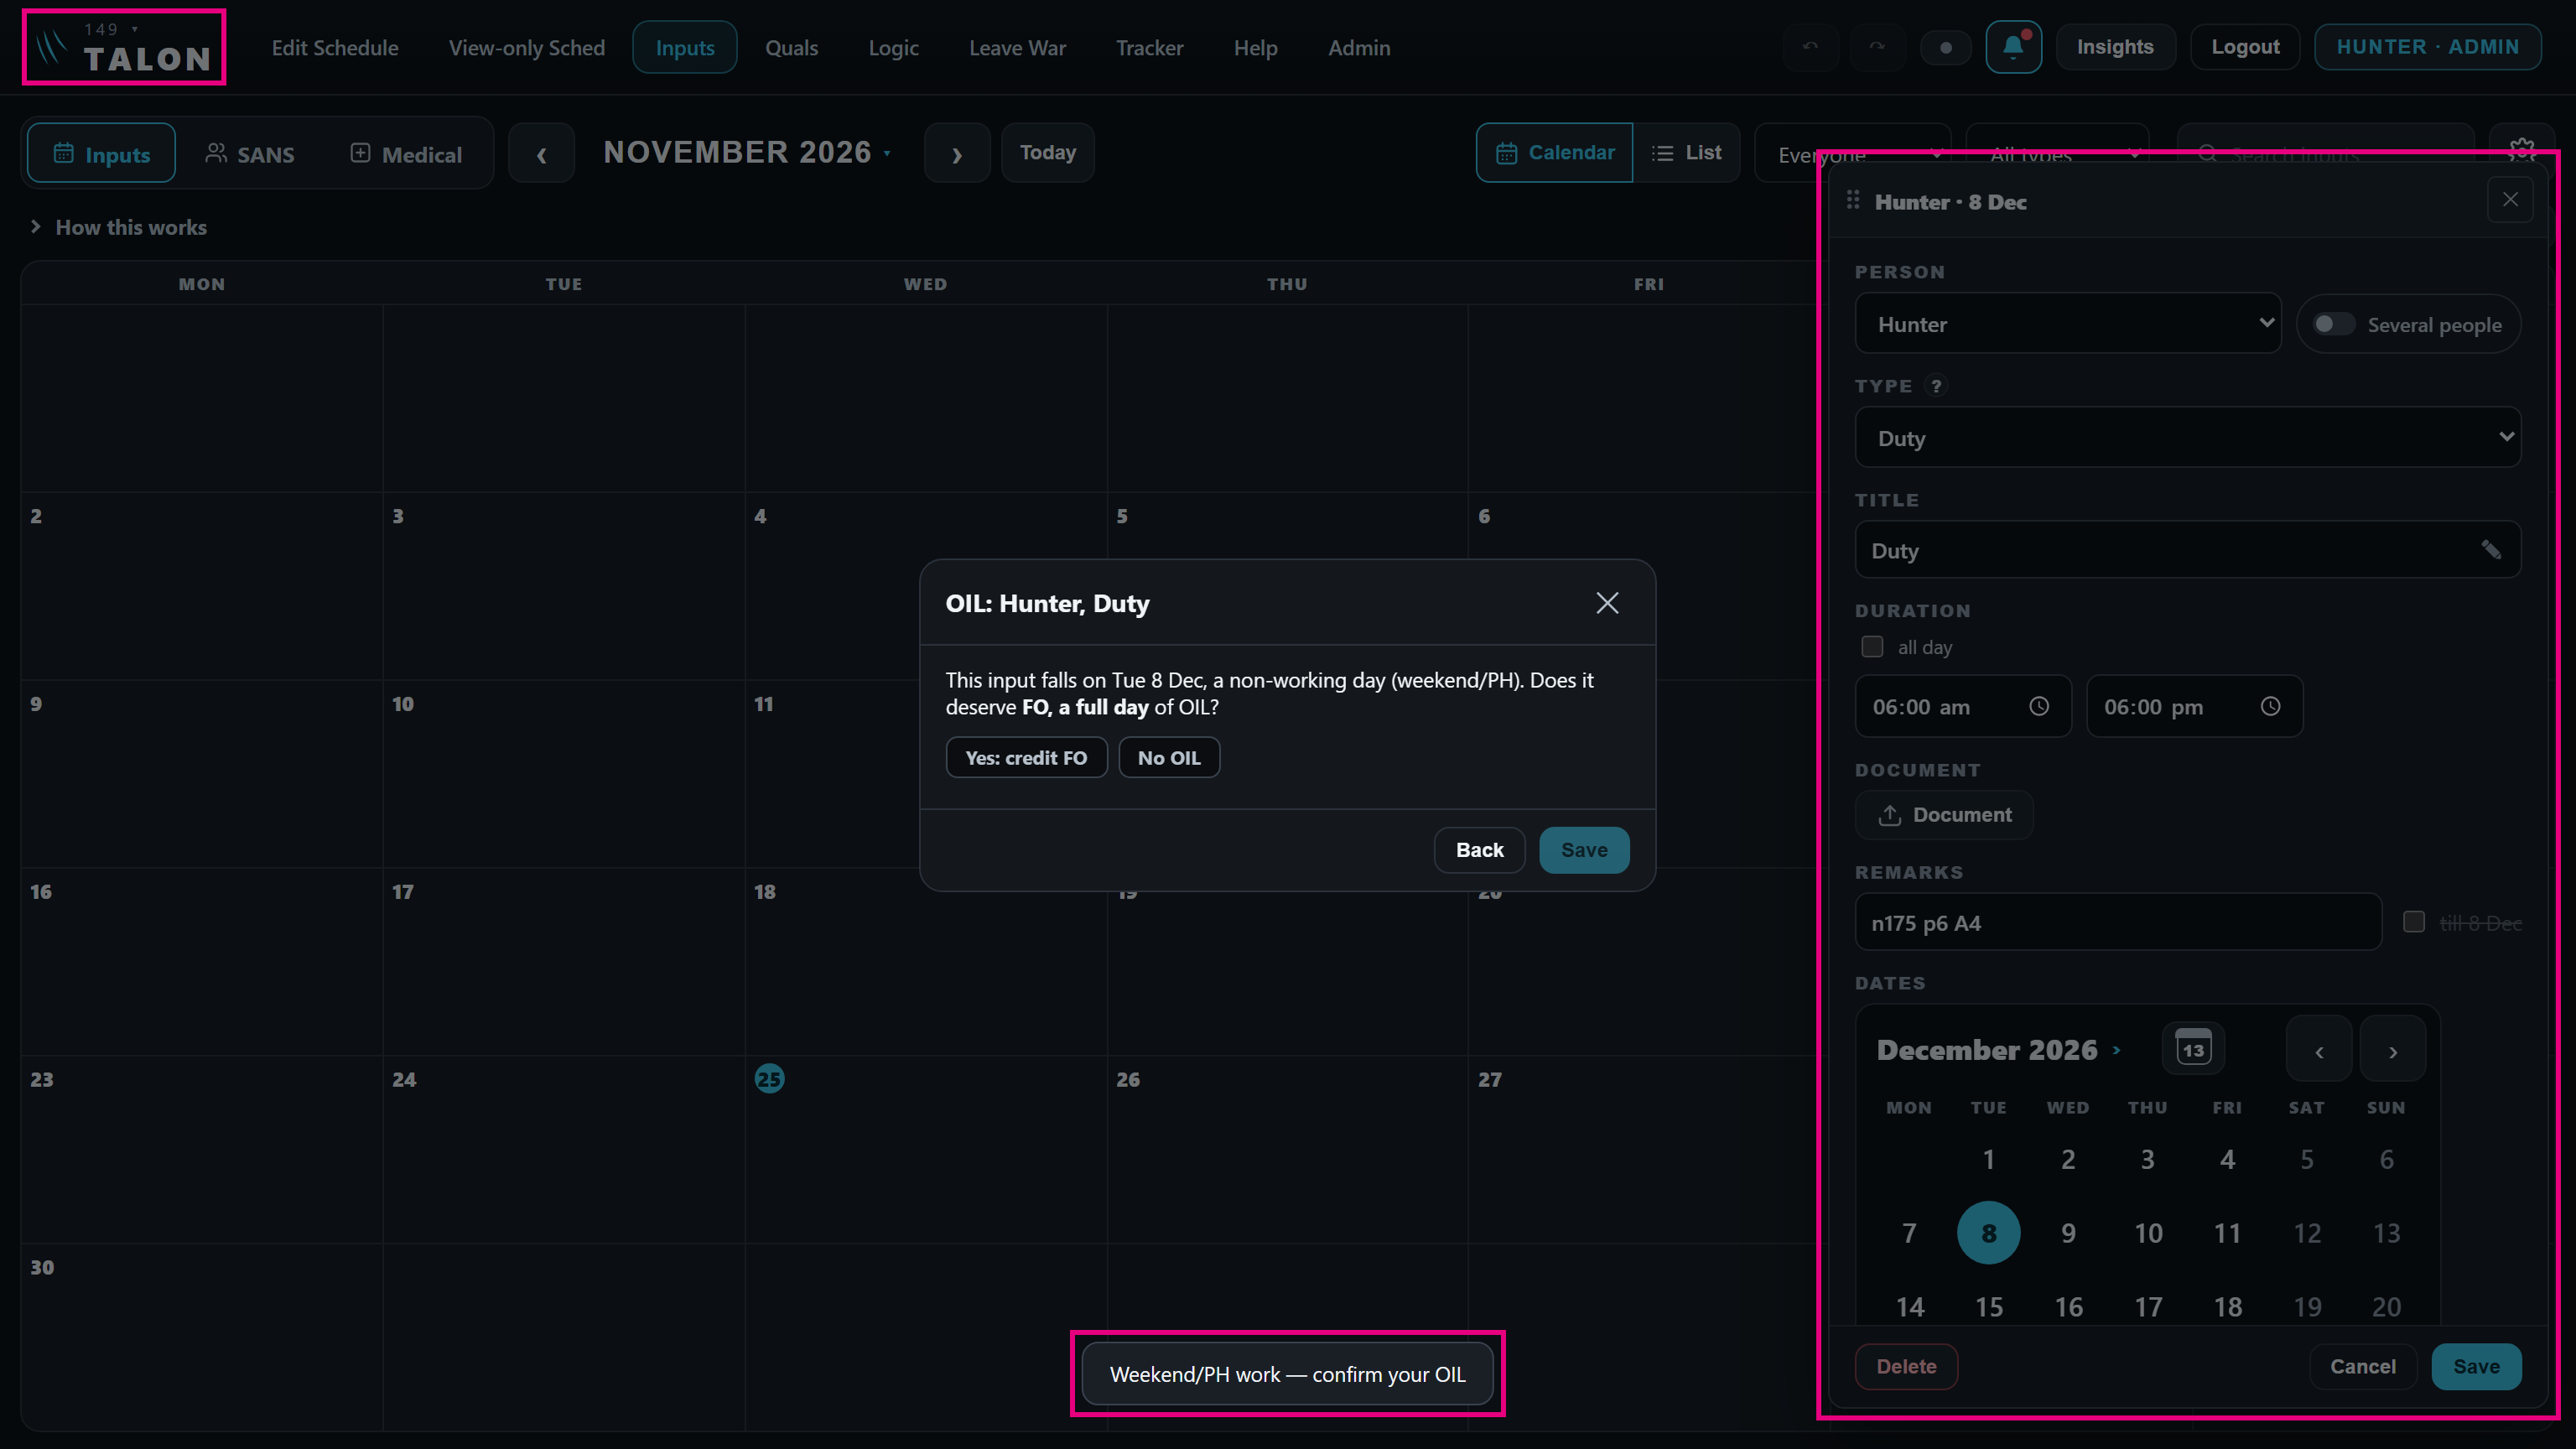 149 ▾
TALON
Edit Schedule
View-only Sched
Inputs
Quals
Logic
Leave War
Tracker
Help
Admin
Insights
Logout
HUNTER · ADMIN
Inputs
SANS
Medical
NOVEMBER 2026 ▾
Today
Calendar
List
Everyone
All types
Search inputs
How this works
MON TUE WED THU FRI
2 3 4 5 6
9 10 11
16 17 18 19 20
23 24 25 26 27
30
OIL: Hunter, Duty
This input falls on Tue 8 Dec, a non-working day (weekend/PH). Does it
deserve FO, a full day of OIL?
Yes: credit FO
No OIL
Back
Save
Weekend/PH work — confirm your OIL
Hunter · 8 Dec
PERSON
Hunter
Several people
TYPE ?
Duty
TITLE
Duty
DURATION
all day
06:00 am
06:00 pm
DOCUMENT
Document
REMARKS
n175 p6 A4
till 8 Dec
DATES
December 2026 ›
13
MON TUE WED THU FRI SAT SUN
1 2 3 4 5 6
7 8 9 10 11 12 13
14 15 16 17 18 19 20
Delete
Cancel
Save